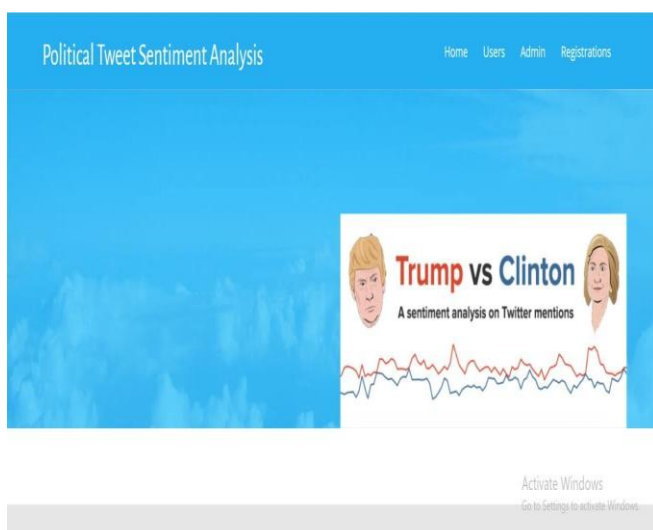 Political Tweet Sentiment Analysis
Home Users Admin Registrations
Trump vs Clinton
A sentiment analysis on Twitter mentions
Activate Windows
Go to Settings to activate Windows.